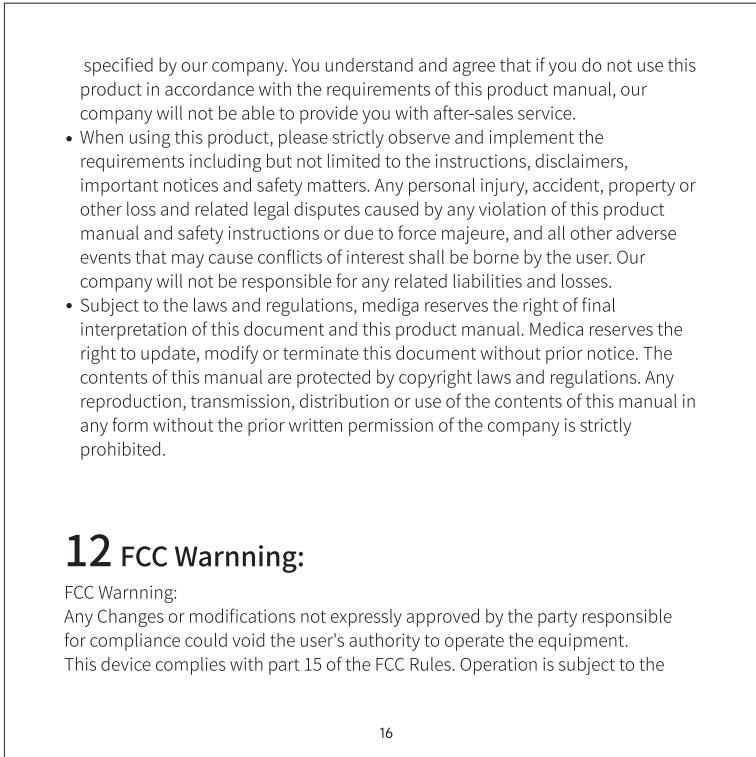 specified by our company. You understand and agree that if you do not use this
product in accordance with the requirements of this product manual, our
company will not be able to provide you with after-sales service.
• When using this product, please strictly observe and implement the
requirements including but not limited to the instructions, disclaimers,
important notices and safety matters. Any personal injury, accident, property or
other loss and related legal disputes caused by any violation of this product
manual and safety instructions or due to force majeure, and all other adverse
events that may cause conflicts of interest shall be borne by the user. Our
company will not be responsible for any related liabilities and losses.
• Subject to the laws and regulations, mediga reserves the right of final
interpretation of this document and this product manual. Medica reserves the
right to update, modify or terminate this document without prior notice. The
contents of this manual are protected by copyright laws and regulations. Any
reproduction, transmission, distribution or use of the contents of this manual in
any form without the prior written permission of the company is strictly
prohibited.
12 FCC Warnning:
FCC Warnning:
Any Changes or modifications not expressly approved by the party responsible
for compliance could void the user's authority to operate the equipment.
This device complies with part 15 of the FCC Rules. Operation is subject to the
16